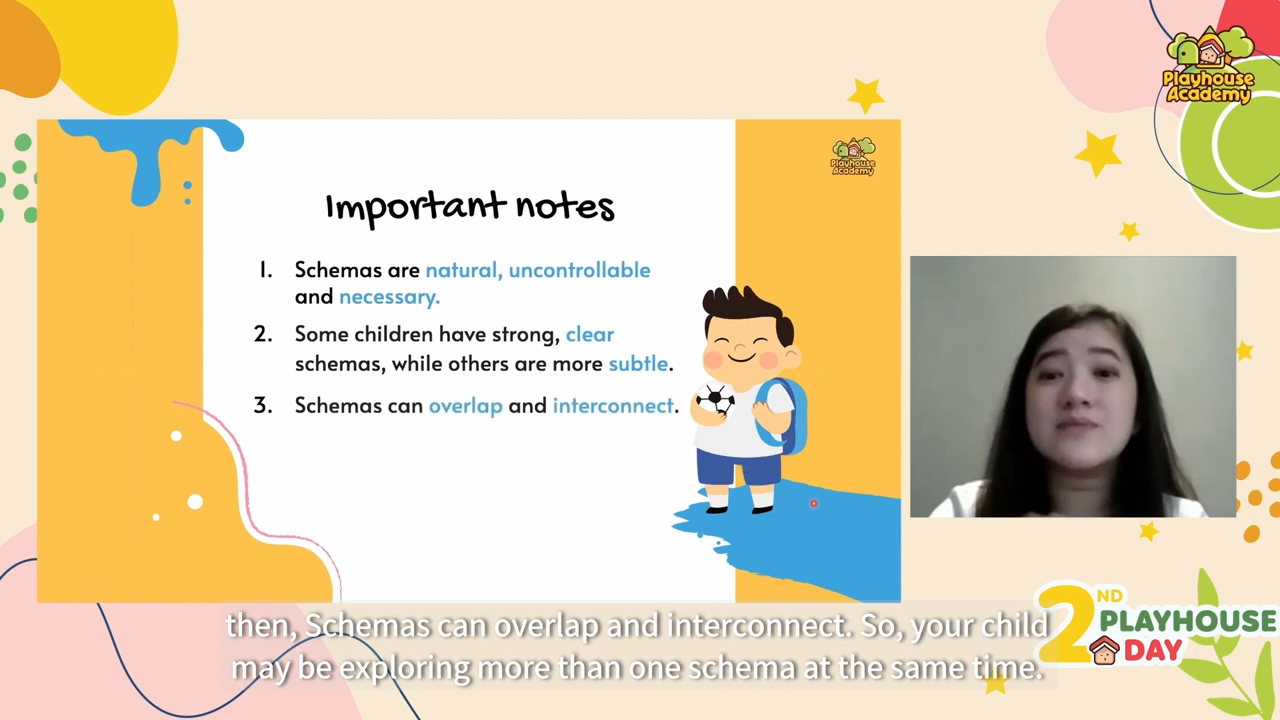 Playhouse
Academy
Playhouse
Academy
Important notes
1. Schemas are natural, uncontrollable
and necessary.
2. Some children have strong, clear
schemas, while others are more subtle.
3. Schemas can overlap and interconnect.
then, Schemas can overlap and interconnect. So, your child
may be exploring more than one schema at the same time.
2ND PLAYHOUSE
DAY